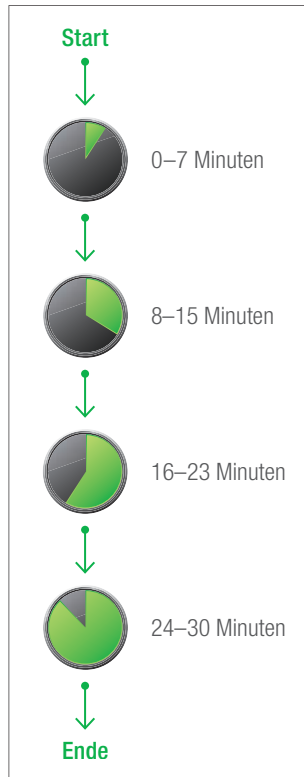 Start
0–7 Minuten
8–15 Minuten
16–23 Minuten
24–30 Minuten
Ende